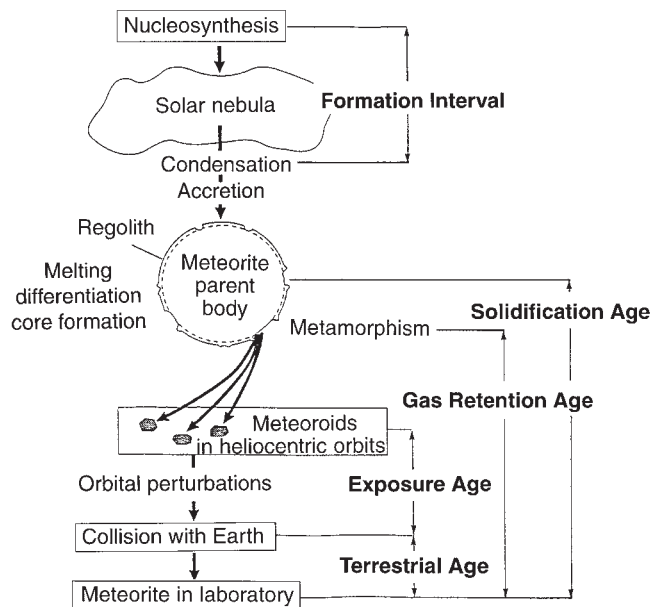 Nucleosynthesis
Solar nebula
Formation Interval
Condensation
Accretion
Regolith
Melting
differentiation
core formation
Meteorite
parent
body
Solidification Age
Metamorphism
Gas Retention Age
Meteoroids
in heliocentric orbits
Orbital perturbations
Exposure Age
Collision with Earth
Terrestrial Age
Meteorite in laboratory